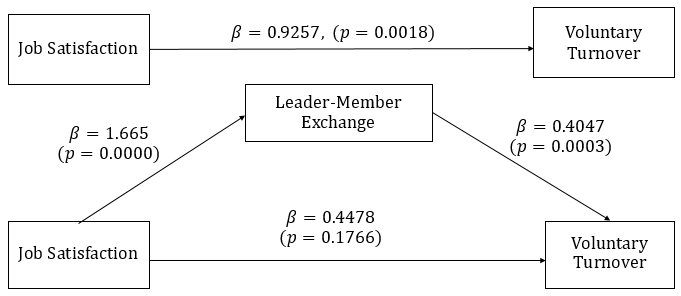 Job Satisfaction
β = 0.9257, (p = 0.0018)
Voluntary
Turnover
Leader-Member
Exchange
β = 1.665
(p = 0.0000)
β = 0.4047
(p = 0.0003)
Job Satisfaction
β = 0.4478
(p = 0.1766)
Voluntary
Turnover